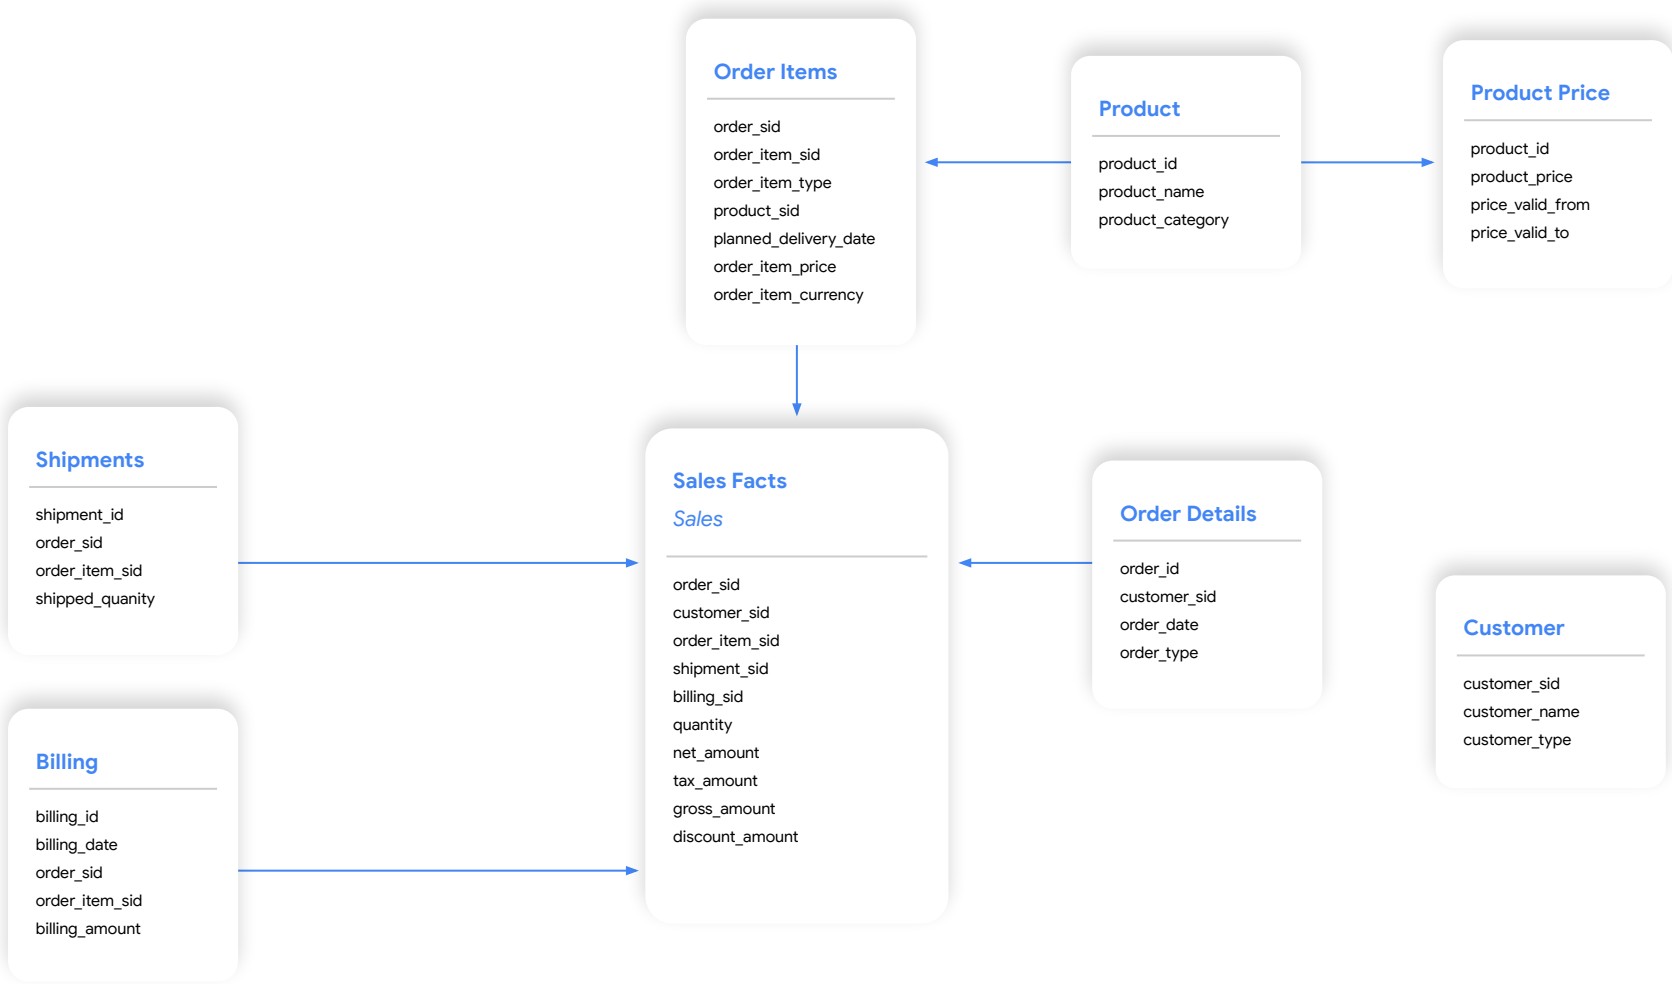 Order Items
order_sid
order_item_sid
order_item_type
product_sid
planned_delivery_date
order_item_price
order_item_currency
Product
product_id
product_name
product_category
Product Price
product_id
product_price
price_valid_from
price_valid_to
Shipments
shipment_id
order_sid
order_item_sid
shipped_quanity
Sales Facts
Sales
order_sid
customer_sid
order_item_sid
shipment_sid
billing_sid
quantity
net_amount
tax_amount
gross_amount
discount_amount
Order Details
order_id
customer_sid
order_date
order_type
Customer
customer_sid
customer_name
customer_type
Billing
billing_id
billing_date
order_sid
order_item_sid
billing_amount